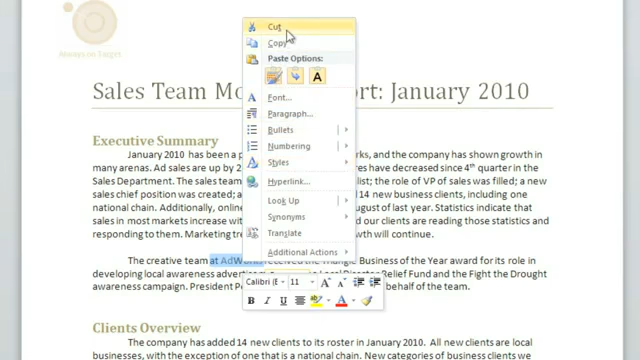 Always on Target
Cut
Copy
Paste Options:
A
Sales Team Mo rt: January 2010
A Font...
Paragraph...
Bullets
Numbering
Styles
Hyperlink...
Look Up
Synonyms
Translate
Additional Actions
Calibri (E 11 A A
B I U ab A
Executive Summary
January 2010 has been a p rks, and the company has shown growth in
many areas. Ad sales are up by 2 res have decreased since 4th quarter in the
Sales Department. The sales team list; the role of VP of sales was filled; a new
sales chief position was created; a 14 new business clients, including one
national chain. Additionally, onlin ugust of last year. Statistics indicate that
sales in most markets increase wit d our clients are reading those statistics and
responding to them. Marketing tre wth will continue.
The creative team at AdWorks received the Triangle Business of the Year award for its role in
developing local awareness advertis Local Disaster Relief Fund and the Fight the Drought
awareness campaign. President Pe behalf of the team.
Clients Overview
The company has added 14 new clients to its roster in January 2010. All new clients are local
businesses, with the exception of one that is a national chain. New categories of business clients we